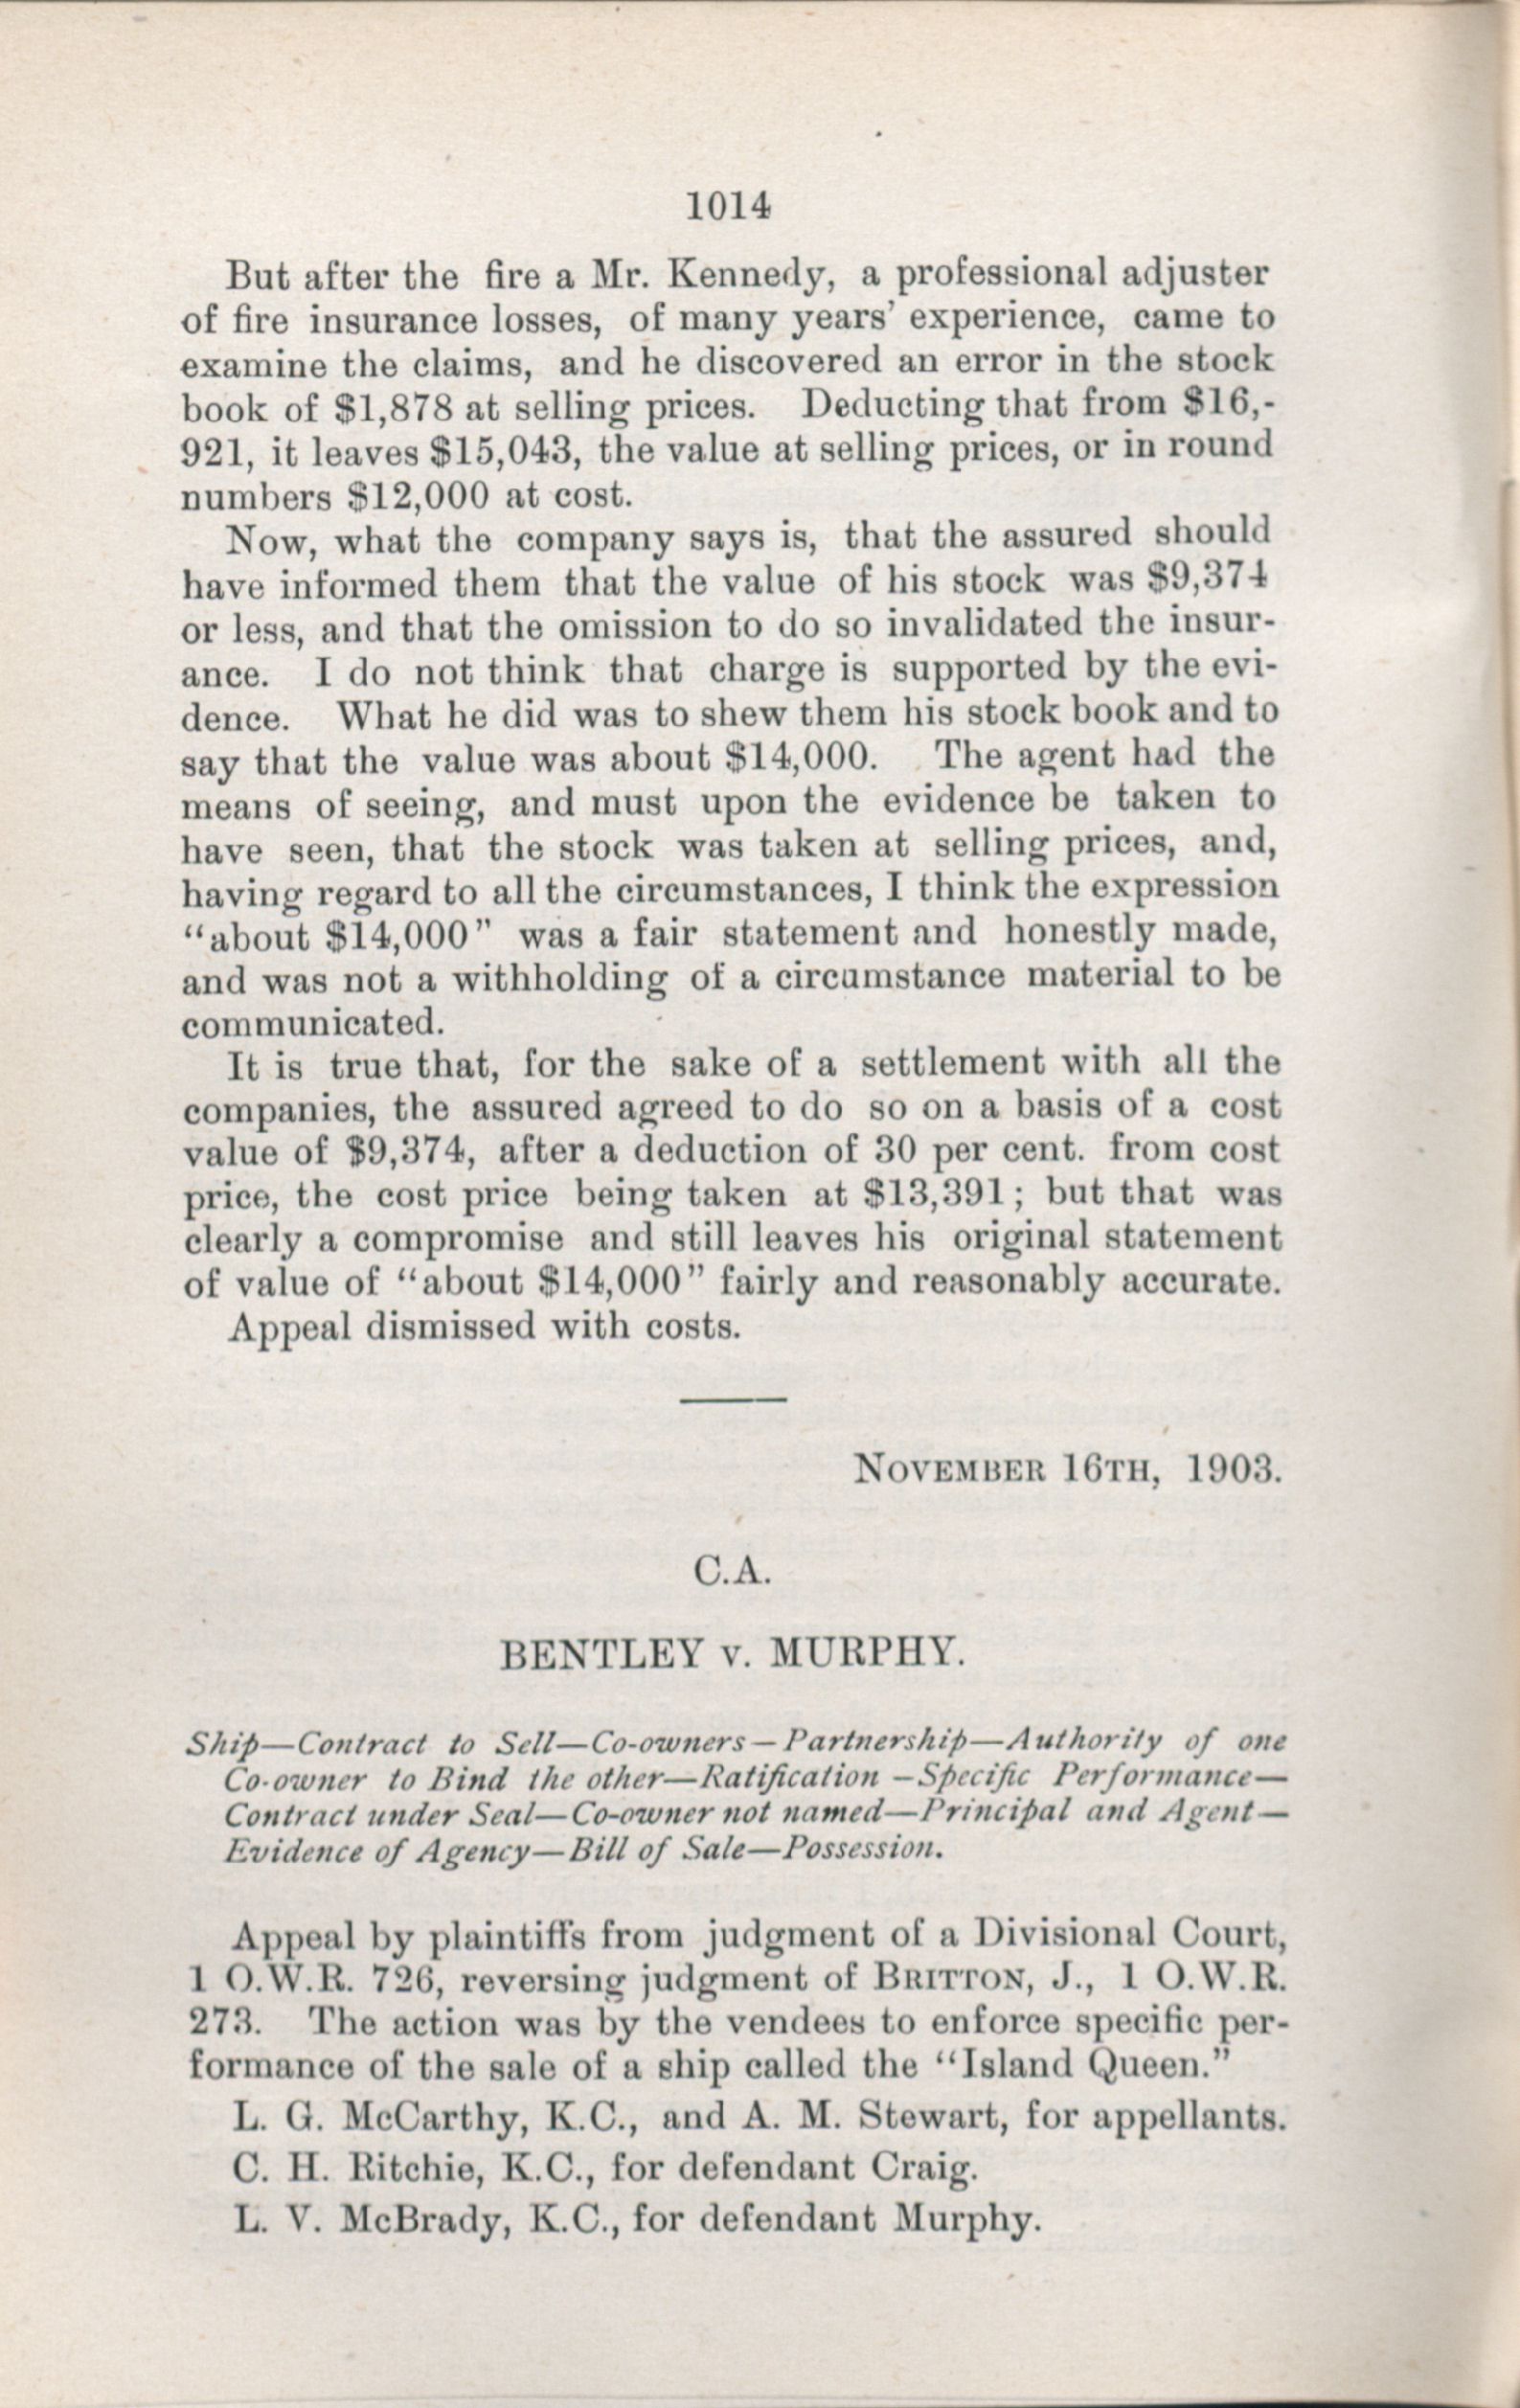 1014
But after the fire a Mr. Kennedy, a professional adjuster
of fire insurance losses, of many years' experience, came to
examine the claims, and he discovered an error in the stock
book of $1,878 at selling prices. Deducting that from $16,-
921, it leaves $15,043, the value at selling prices, or in round
numbers $12,000 at cost.
Now, what the company says is, that the assured should
have informed them that the value of his stock was $9,374
or less, and that the omission to do so invalidated the insur-
ance. I do not think that charge is supported by the evi-
dence. What he did was to shew them his stock book and to
say that the value was about $14,000. The agent had the
means of seeing, and must upon the evidence be taken to
have seen, that the stock was taken at selling prices, and,
having regard to all the circumstances, I think the expression
“about $14,000” was a fair statement and honestly made,
and was not a withholding of a circumstance material to be
communicated.
It is true that, for the sake of a settlement with all the
companies, the assured agreed to do so on a basis of a cost
value of $9,374, after a deduction of 30 per cent. from cost
price, the cost price being taken at $13,391; but that was
clearly a compromise and still leaves his original statement
of value of “about $14,000” fairly and reasonably accurate.
Appeal dismissed with costs.
NOVEMBER 16TH, 1903.
C.A.
BENTLEY v. MURPHY.
Ship—Contract to Sell—Co-owners—Partnership—Authority of one
Co-owner to Bind the other—Ratification—Specific Performance—
Contract under Seal—Co-owner not named—Principal and Agent—
Evidence of Agency—Bill of Sale—Possession.
Appeal by plaintiffs from judgment of a Divisional Court,
1 O.W.R. 726, reversing judgment of BRITTON, J., 1 O.W.R.
273. The action was by the vendees to enforce specific per-
formance of the sale of a ship called the “Island Queen.”
L. G. McCarthy, K.C., and A. M. Stewart, for appellants.
C. H. Ritchie, K.C., for defendant Craig.
L. V. McBrady, K.C., for defendant Murphy.